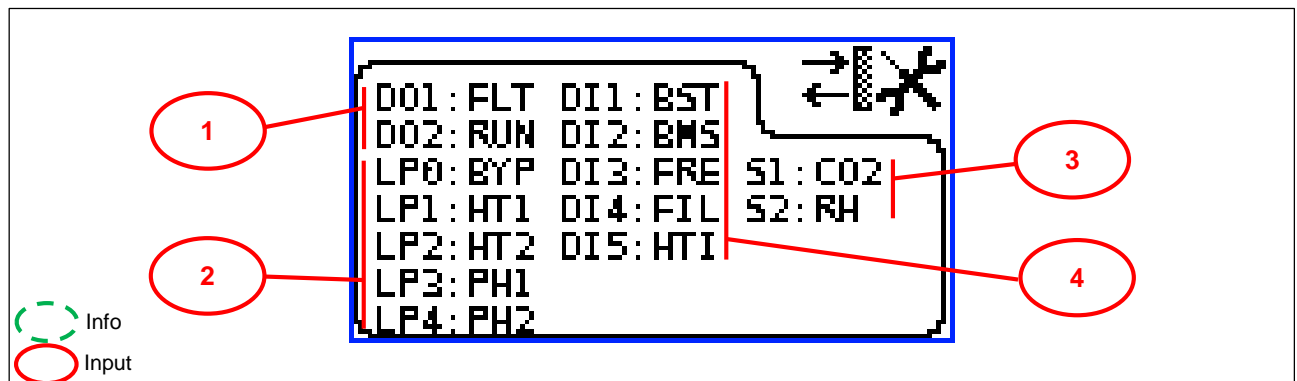 DO1:FLT DI1:BST
DO2:RUN DI2:BMS
LP0:BYP DI3:FRE S1:CO2
LP1:HT1 DI4:FIL S2:RH
LP2:HT2 DI5:HTI
LP3:PH1
LP4:PH2
1
2
3
4
Info
Input